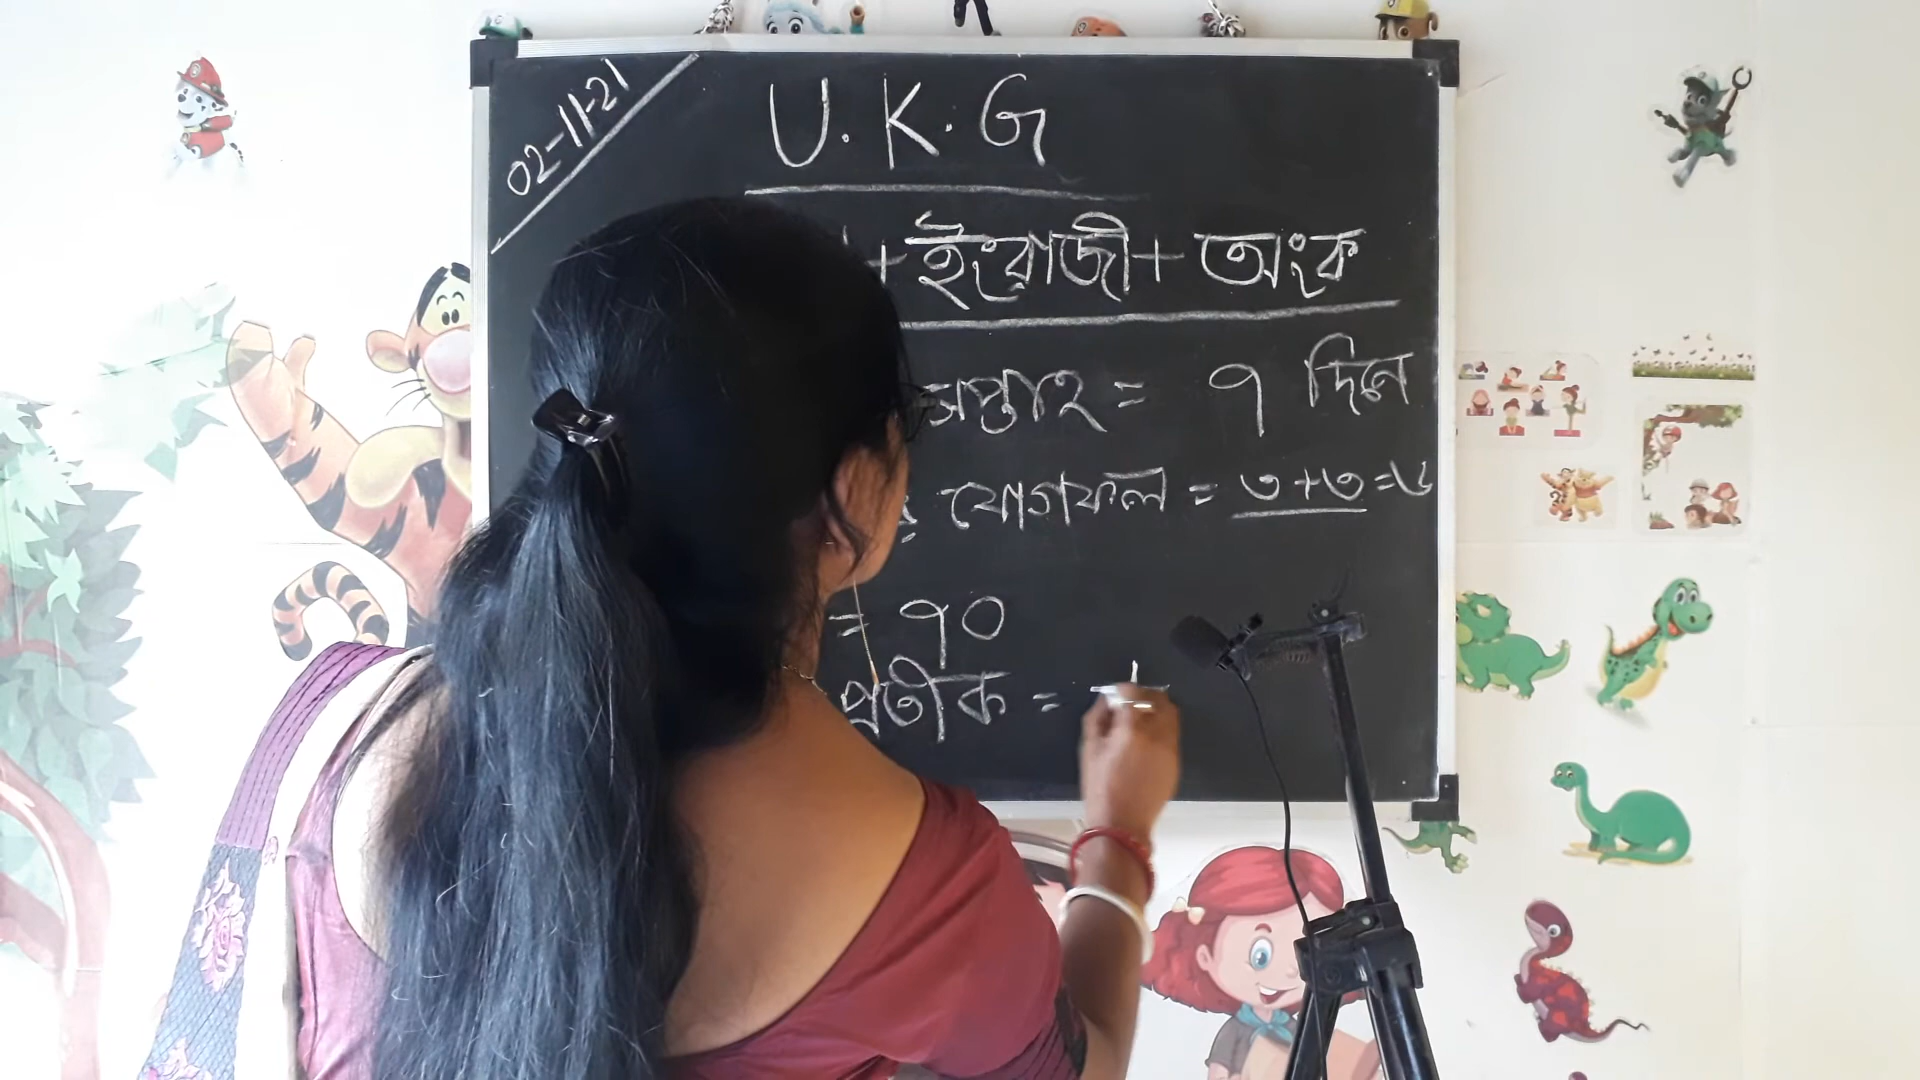 02-11-21
U. K. G
+ ইংরাজী + অংক
সপ্তাহ = ৭ দিনে
র যোগফল = ৩+৩=৬
= ৭০
প্রতীক =